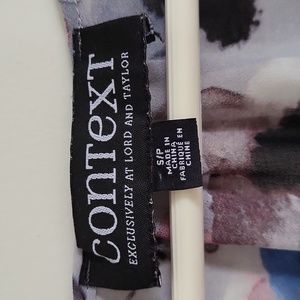 CONTEXT
EXCLUSIVELY AT LORD AND TAYLOR
S/P
MADE IN
CHINA
FABRIQUÉ EN
CHINE